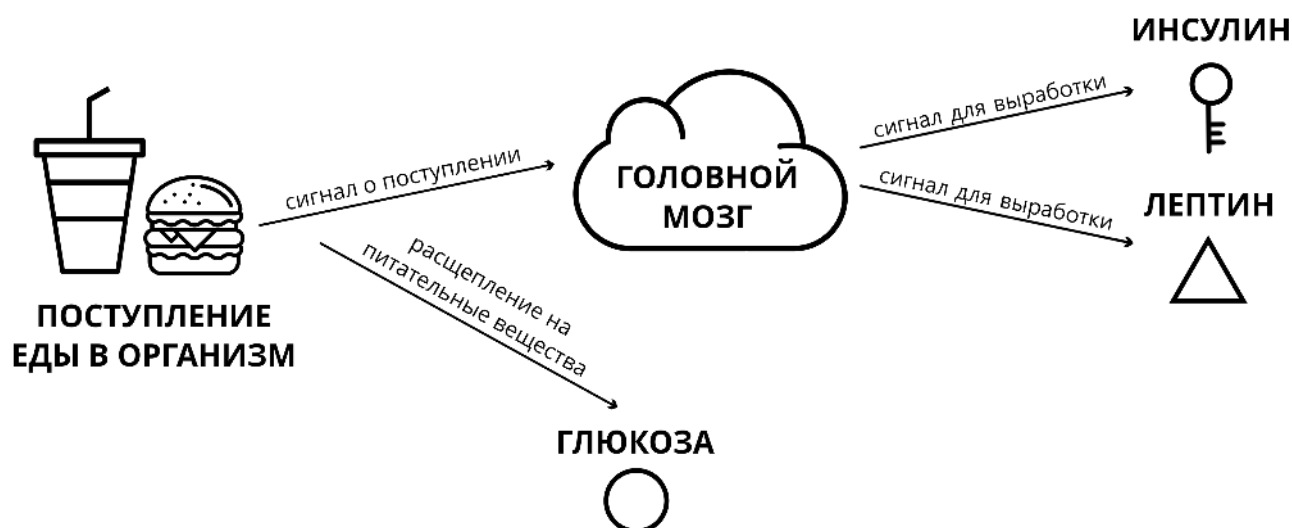 ИНСУЛИН
сигнал для выработки
сигнал о поступлении
ГОЛОВНОЙ
МОЗГ
сигнал для выработки
ЛЕПТИН
расщепление на
питательные вещества
ПОСТУПЛЕНИЕ
ЕДЫ В ОРГАНИЗМ
ГЛЮКОЗА